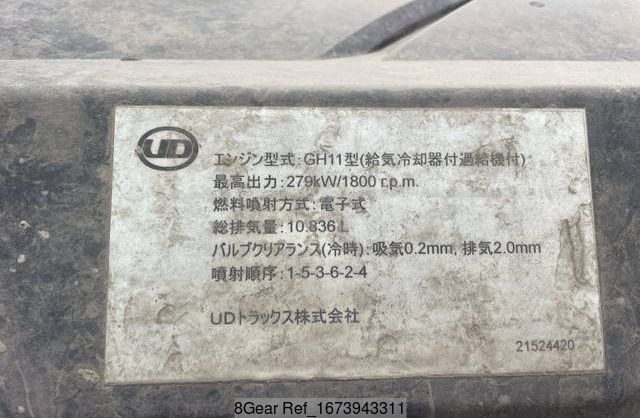 UD
エンジン型式：GH11型(給気冷却器付過給機付)
最高出力：279kW/1800 r.p.m.
燃料噴射方式：電子式
総排気量：10.836 L
バルブクリアランス(冷時)：吸気0.2mm, 排気2.0mm
噴射順序：1-5-3-6-2-4
UDトラックス株式会社
21524420
8Gear Ref_1673943311